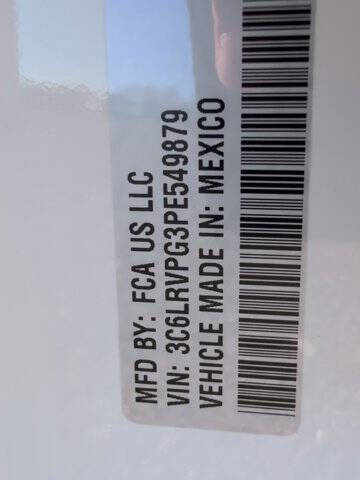 MFD BY: FCA US LLC
VIN: 3C6LRVPG3PE549879
VEHICLE MADE IN: MEXICO